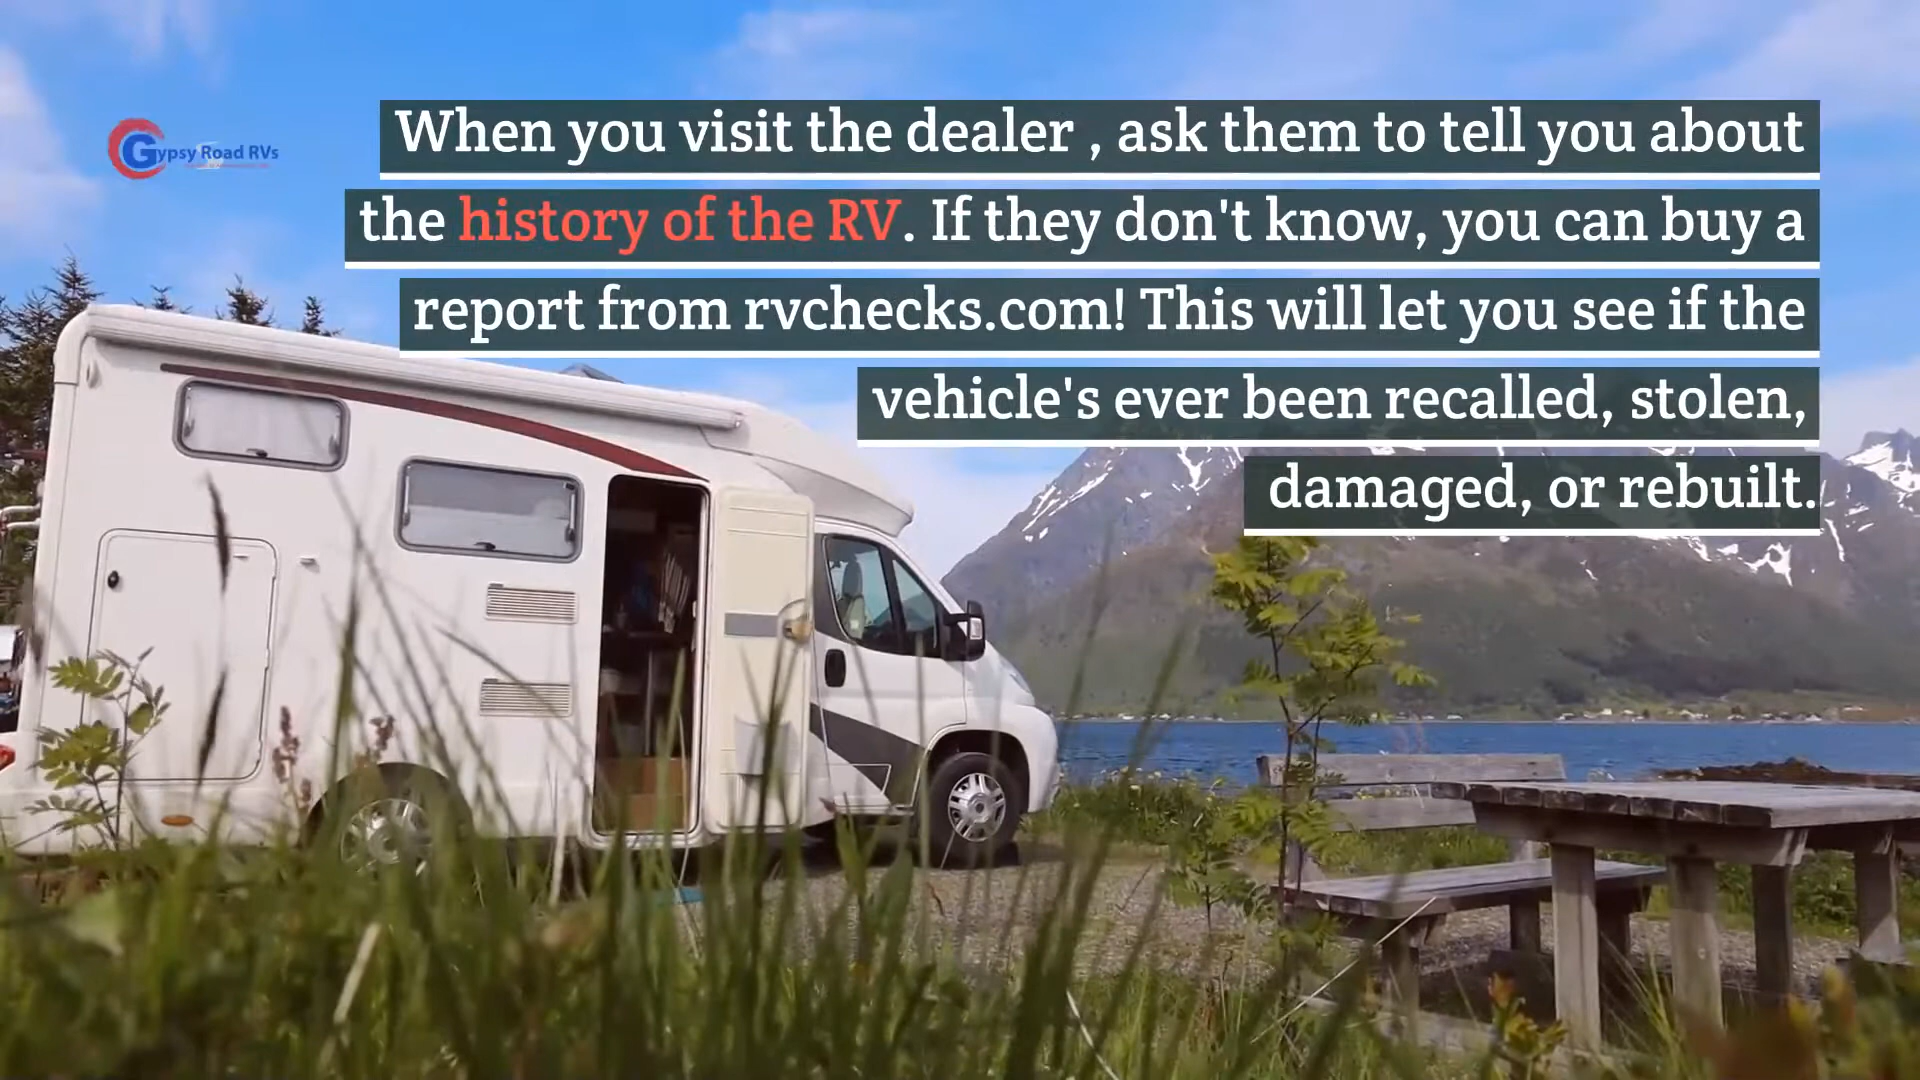 Gypsy Road RVs
When you visit the dealer , ask them to tell you about
the history of the RV. If they don't know, you can buy a
report from rvchecks.com! This will let you see if the
vehicle's ever been recalled, stolen,
damaged, or rebuilt.